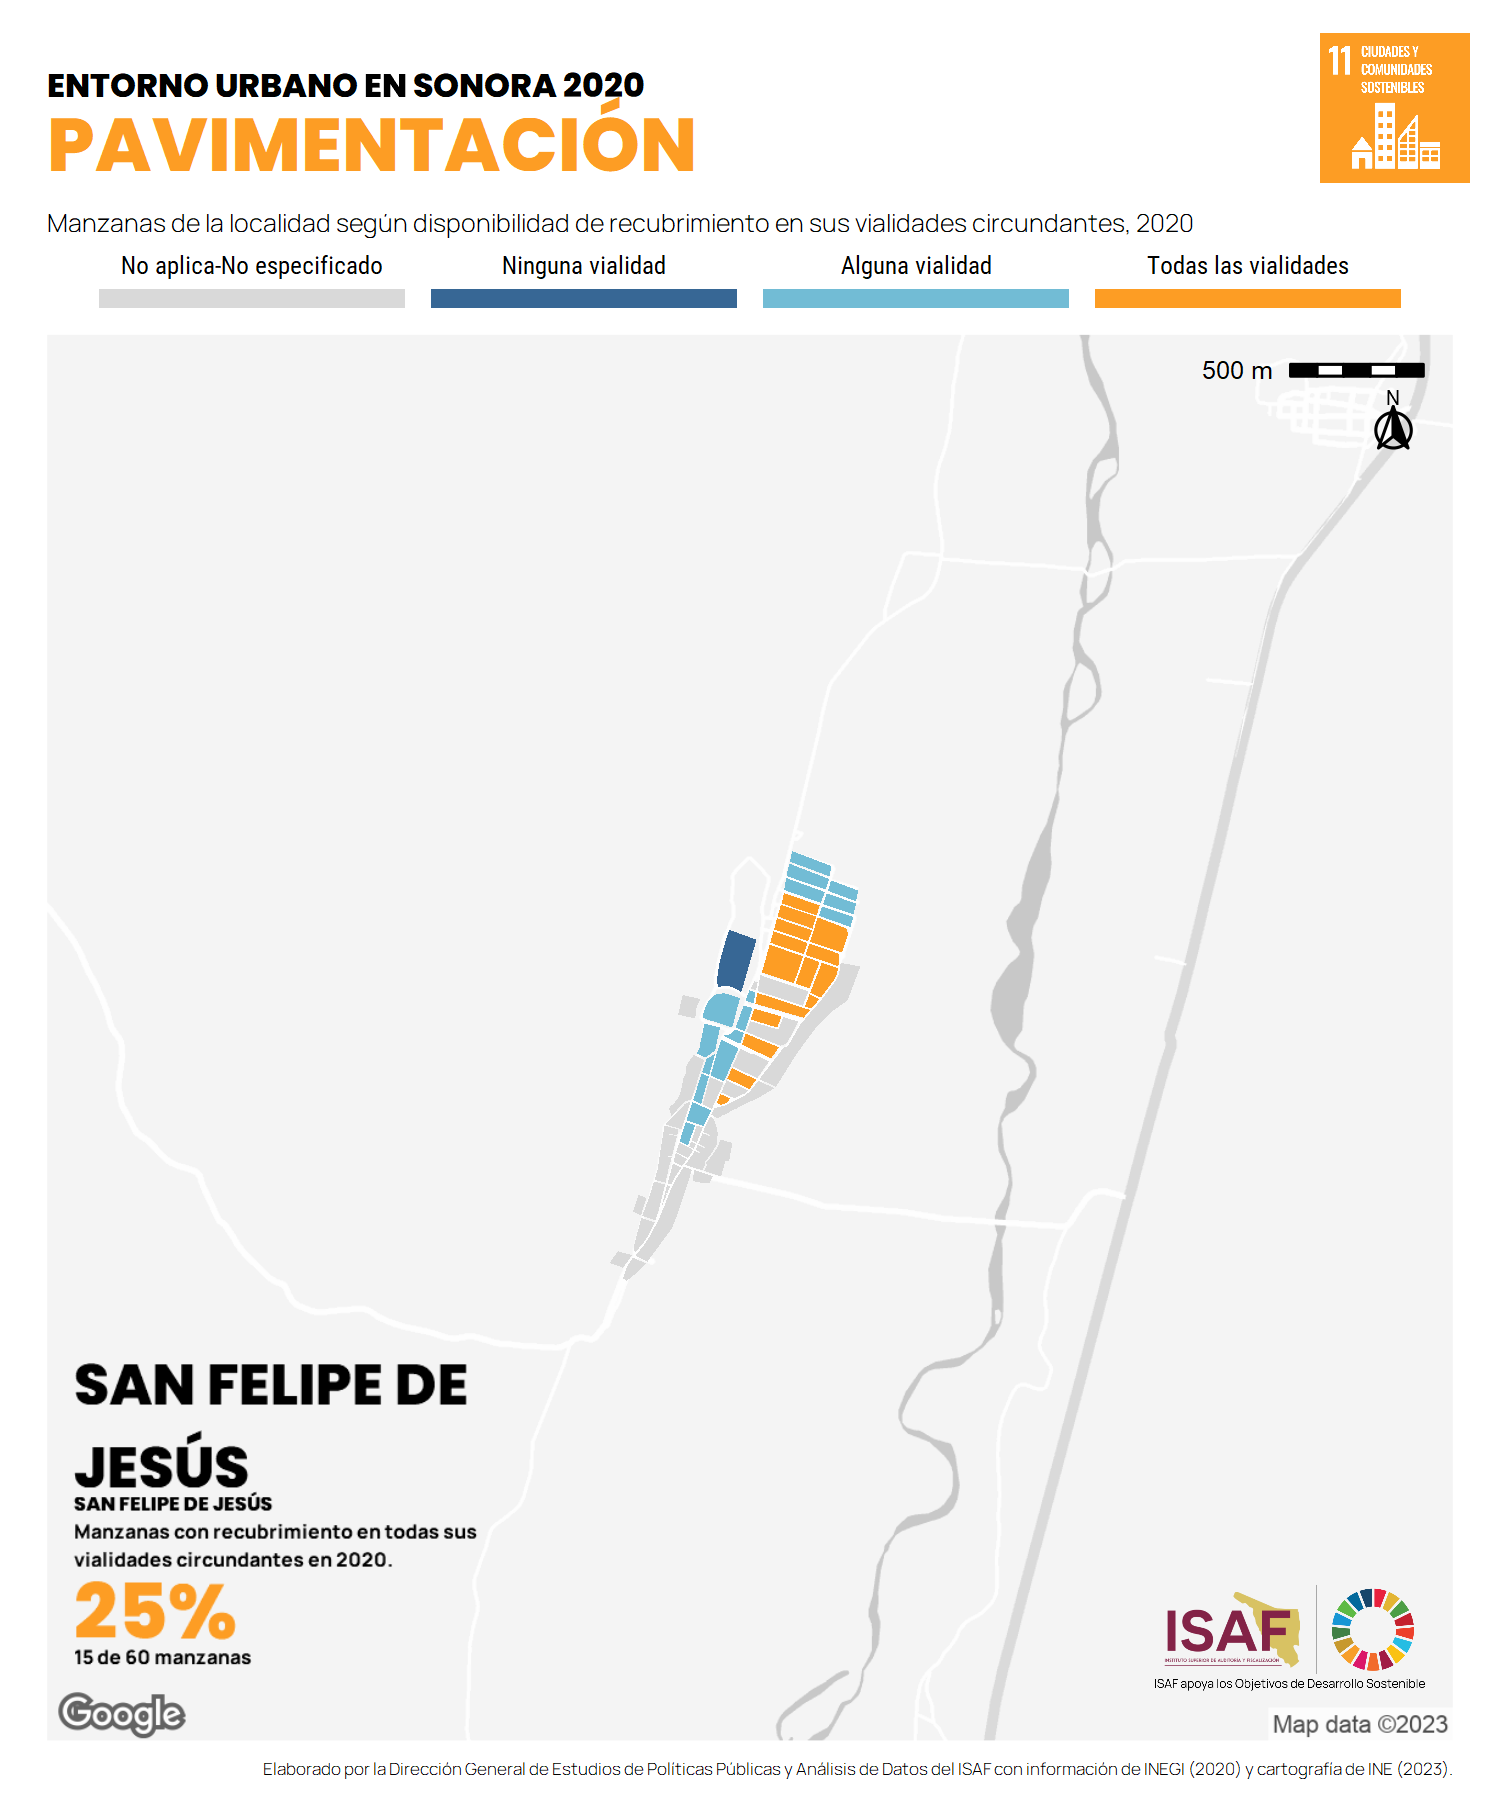 ENTORNO URBANO EN SONORA 2020
PAVIMENTACIÓN
11 CIUDADES Y
COMUNIDADES
SOSTENIBLES
Manzanas de la localidad según disponibilidad de recubrimiento en sus vialidades circundantes, 2020
No aplica-No especificado
Ninguna vialidad
Alguna vialidad
Todas las vialidades
500 m
N
SAN FELIPE DE
JESÚS
SAN FELIPE DE JESÚS
Manzanas con recubrimiento en todas sus
vialidades circundantes en 2020.
25%
15 de 60 manzanas
ISAF
INSTITUTO SUPERIOR DE AUDITORÍA Y FISCALIZACIÓN
ISAF apoya los Objetivos de Desarrollo Sostenible
Google
Map data ©2023
Elaborado por la Dirección General de Estudios de Políticas Públicas y Análisis de Datos del ISAF con información de INEGI (2020) y cartografía de INE (2023).